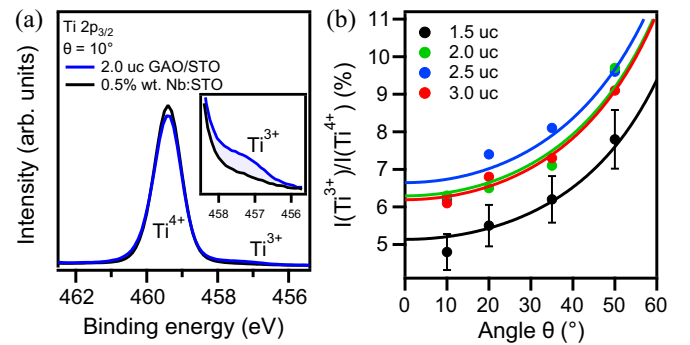 (a)
Ti 2p3/2
θ = 10°
2.0 uc GAO/STO
0.5% wt. Nb:STO
Ti3+
458 457 456
Ti4+
Ti3+
Intensity (arb. units)
462 460 458 456
Binding energy (eV)
(b)
11
10
9
8
7
6
5
I(Ti3+)/I(Ti4+) (%)
1.5 uc
2.0 uc
2.5 uc
3.0 uc
0 10 20 30 40 50 60
Angle θ (°)